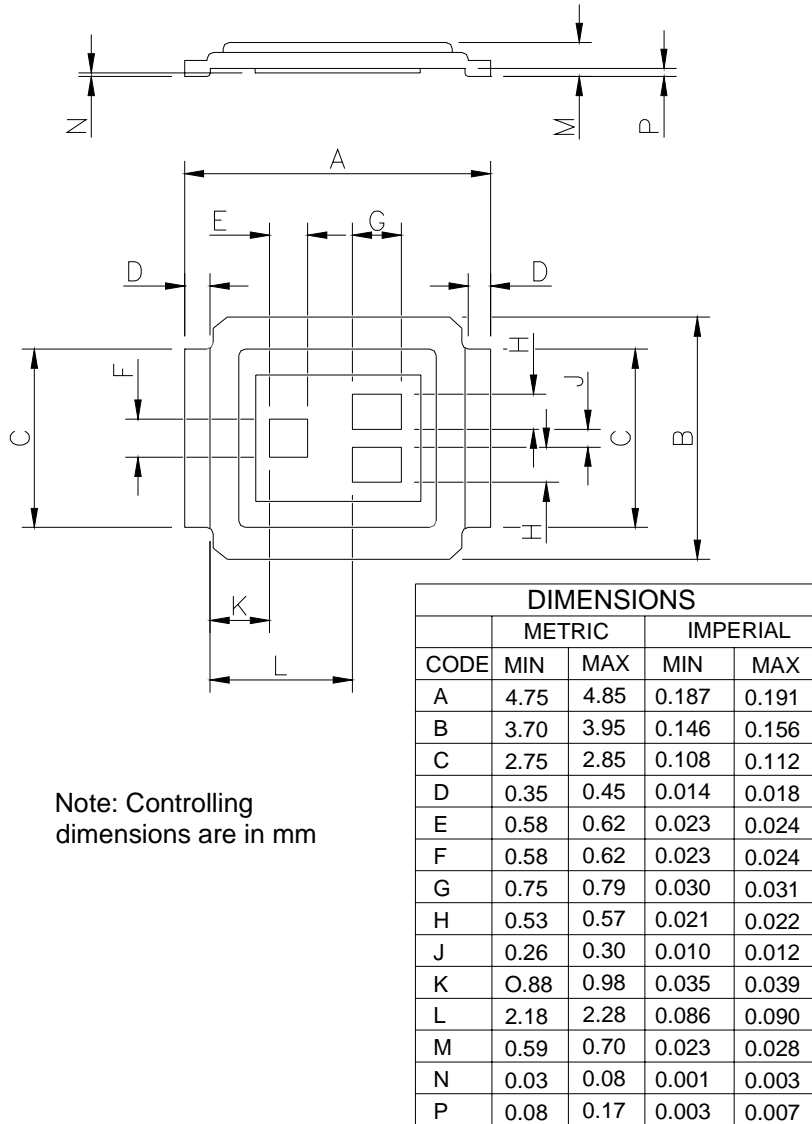 N
M
P
A
E
G
D
D
F
H
J
C
C
B
H
K
L
DIMENSIONS
METRIC IMPERIAL
CODE MIN MAX MIN MAX
A 4.75 4.85 0.187 0.191
B 3.70 3.95 0.146 0.156
C 2.75 2.85 0.108 0.112
D 0.35 0.45 0.014 0.018
E 0.58 0.62 0.023 0.024
F 0.58 0.62 0.023 0.024
G 0.75 0.79 0.030 0.031
H 0.53 0.57 0.021 0.022
J 0.26 0.30 0.010 0.012
K O.88 0.98 0.035 0.039
L 2.18 2.28 0.086 0.090
M 0.59 0.70 0.023 0.028
N 0.03 0.08 0.001 0.003
P 0.08 0.17 0.003 0.007
Note: Controlling
dimensions are in mm